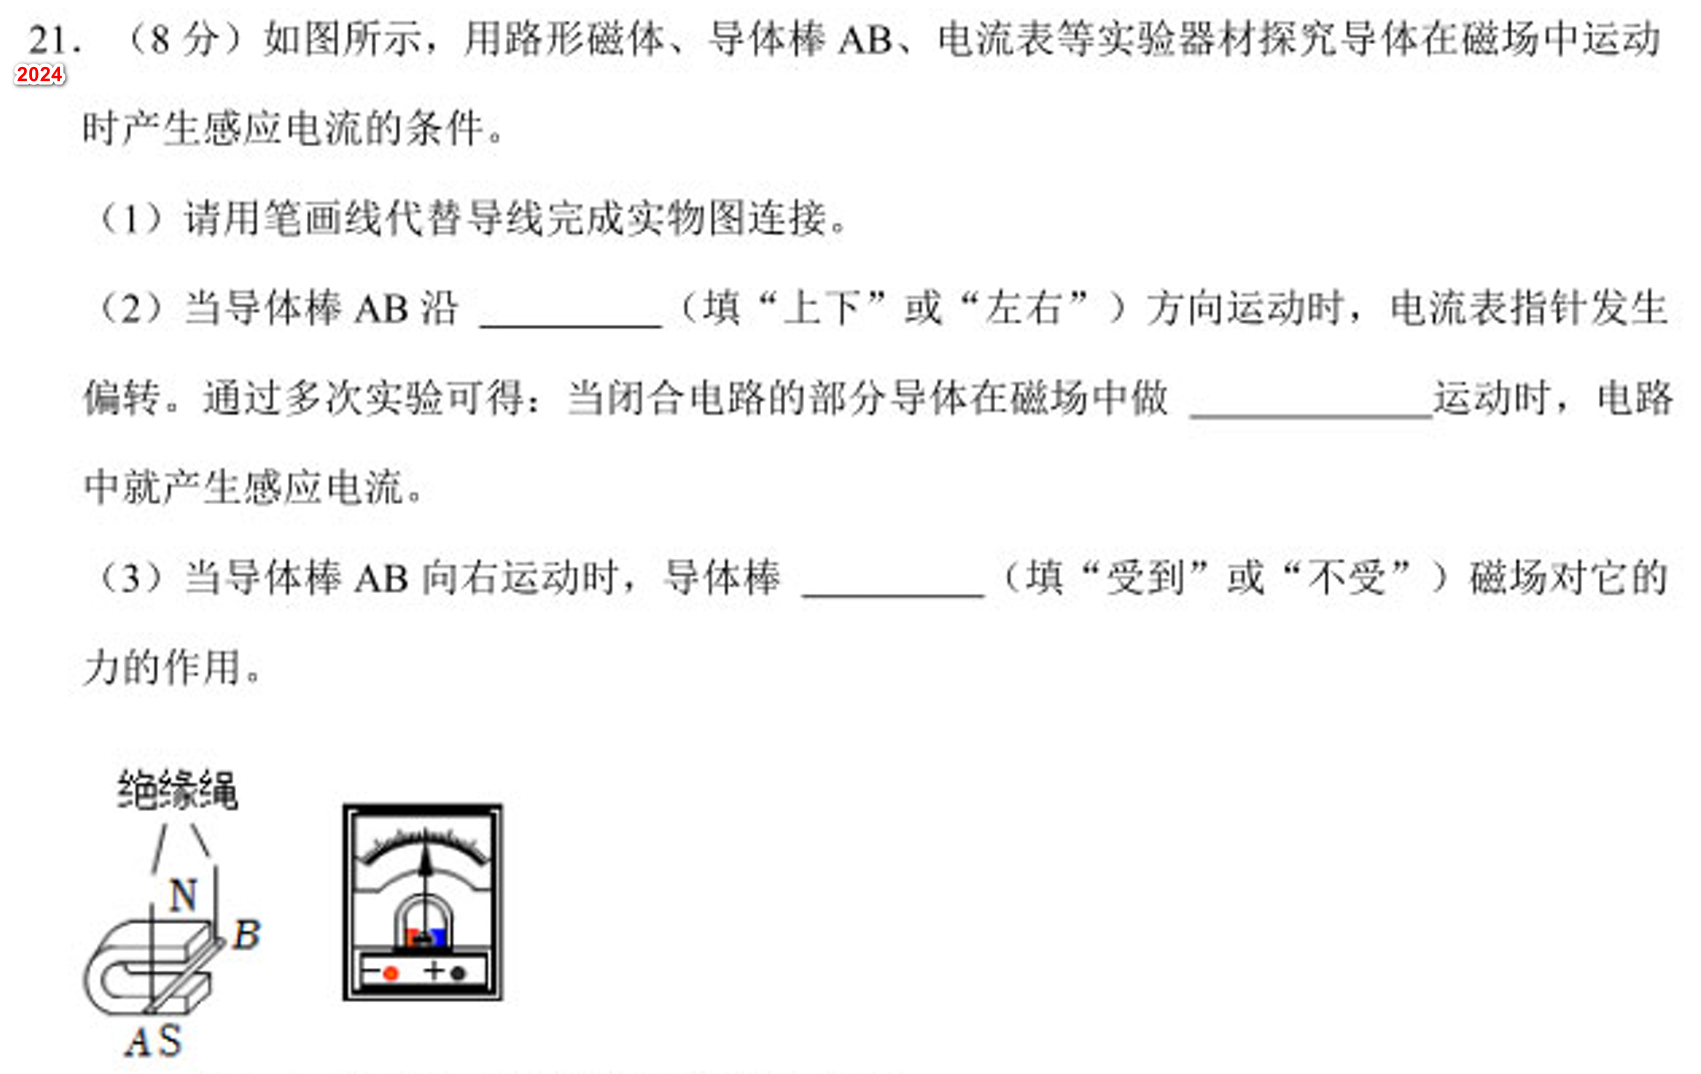 21．（8 分）如图所示，用路形磁体、导体棒 AB、电流表等实验器材探究导体在磁场中运动
2024
时产生感应电流的条件。
（1）请用笔画线代替导线完成实物图连接。
（2）当导体棒 AB 沿 ________（填“上下”或“左右”）方向运动时，电流表指针发生
偏转。通过多次实验可得：当闭合电路的部分导体在磁场中做 ___________运动时，电路
中就产生感应电流。
（3）当导体棒 AB 向右运动时，导体棒 ________（填“受到”或“不受”）磁场对它的
力的作用。
绝缘绳
N
B
A S
− +